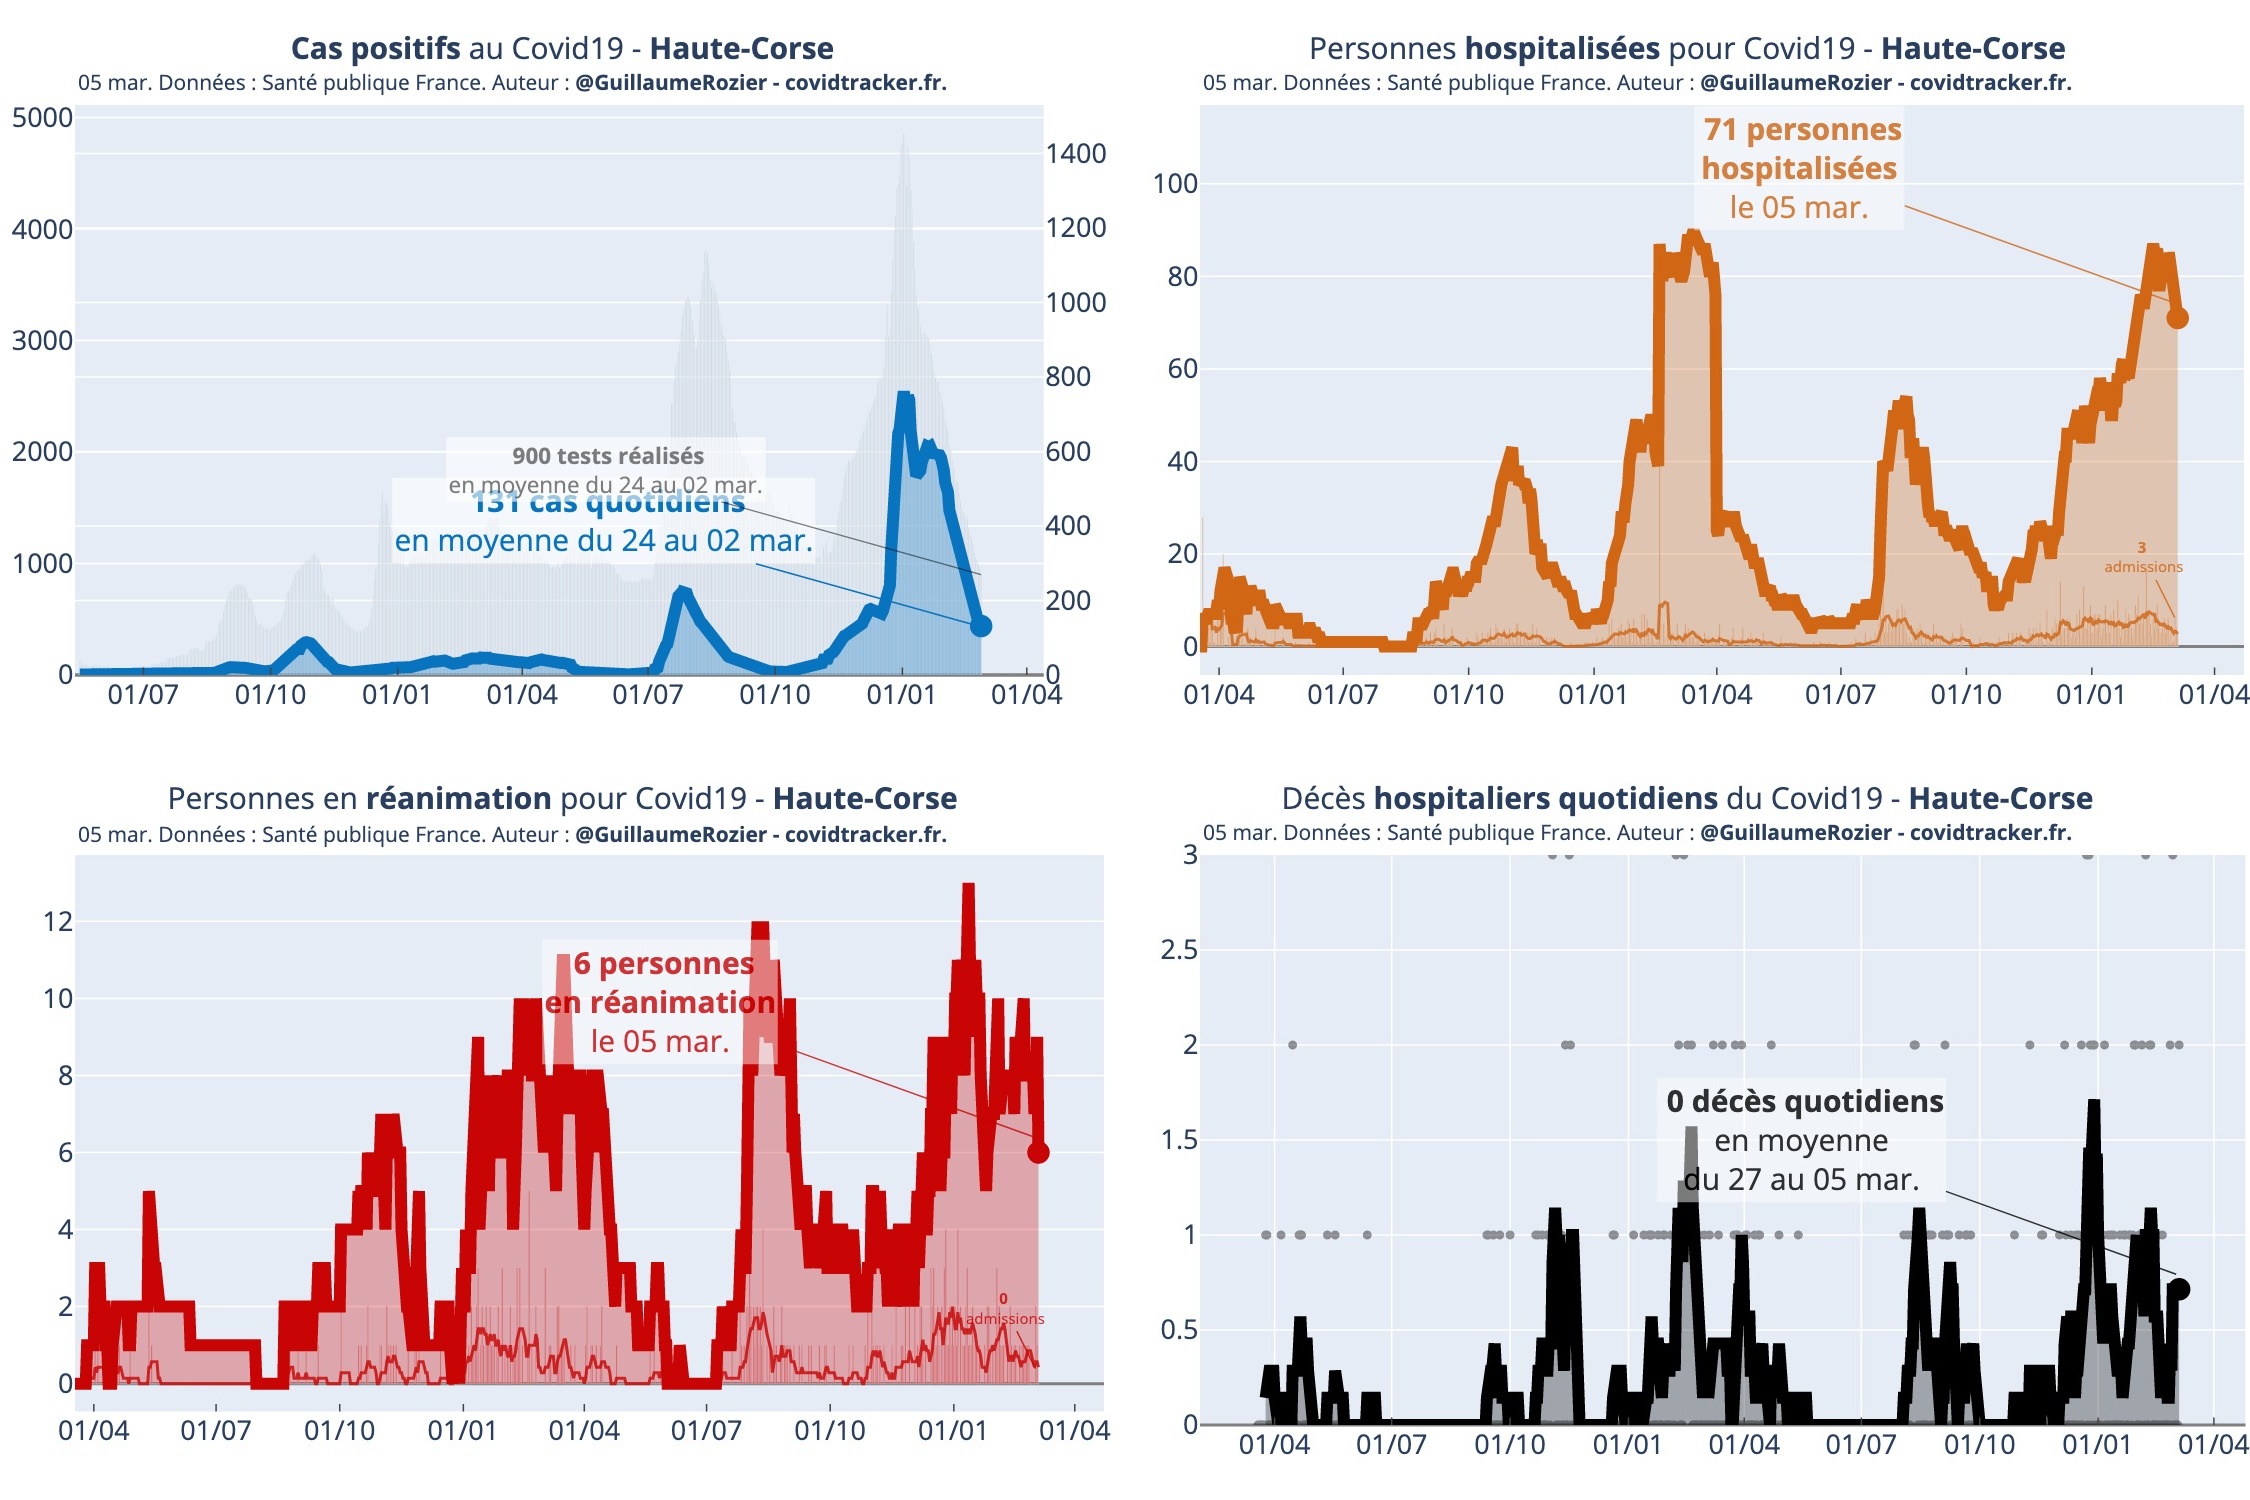 Cas positifs au Covid19 - Haute-Corse
05 mar. Données : Santé publique France. Auteur : @GuillaumeRozier - covidtracker.fr.
5000
4000
3000
2000
1000
0
1400
1200
1000
800
600
400
200
0
900 tests réalisés
en moyenne du 24 au 02 mar.
131 cas quotidiens
en moyenne du 24 au 02 mar.
01/07 01/10 01/01 01/04 01/07 01/10 01/01 01/04
Personnes hospitalisées pour Covid19 - Haute-Corse
05 mar. Données : Santé publique France. Auteur : @GuillaumeRozier - covidtracker.fr.
71 personnes
hospitalisées
le 05 mar.
100
80
60
40
20
0
3
admissions
01/04 01/07 01/10 01/01 01/04 01/07 01/10 01/01 01/04
Personnes en réanimation pour Covid19 - Haute-Corse
05 mar. Données : Santé publique France. Auteur : @GuillaumeRozier - covidtracker.fr.
12
10
8
6
4
2
0
6 personnes
en réanimation
le 05 mar.
0
admissions
01/04 01/07 01/10 01/01 01/04 01/07 01/10 01/01 01/04
Décès hospitaliers quotidiens du Covid19 - Haute-Corse
05 mar. Données : Santé publique France. Auteur : @GuillaumeRozier - covidtracker.fr.
3
2.5
2
1.5
1
0.5
0
0 décès quotidiens
en moyenne
du 27 au 05 mar.
01/04 01/07 01/10 01/01 01/04 01/07 01/10 01/01 01/04